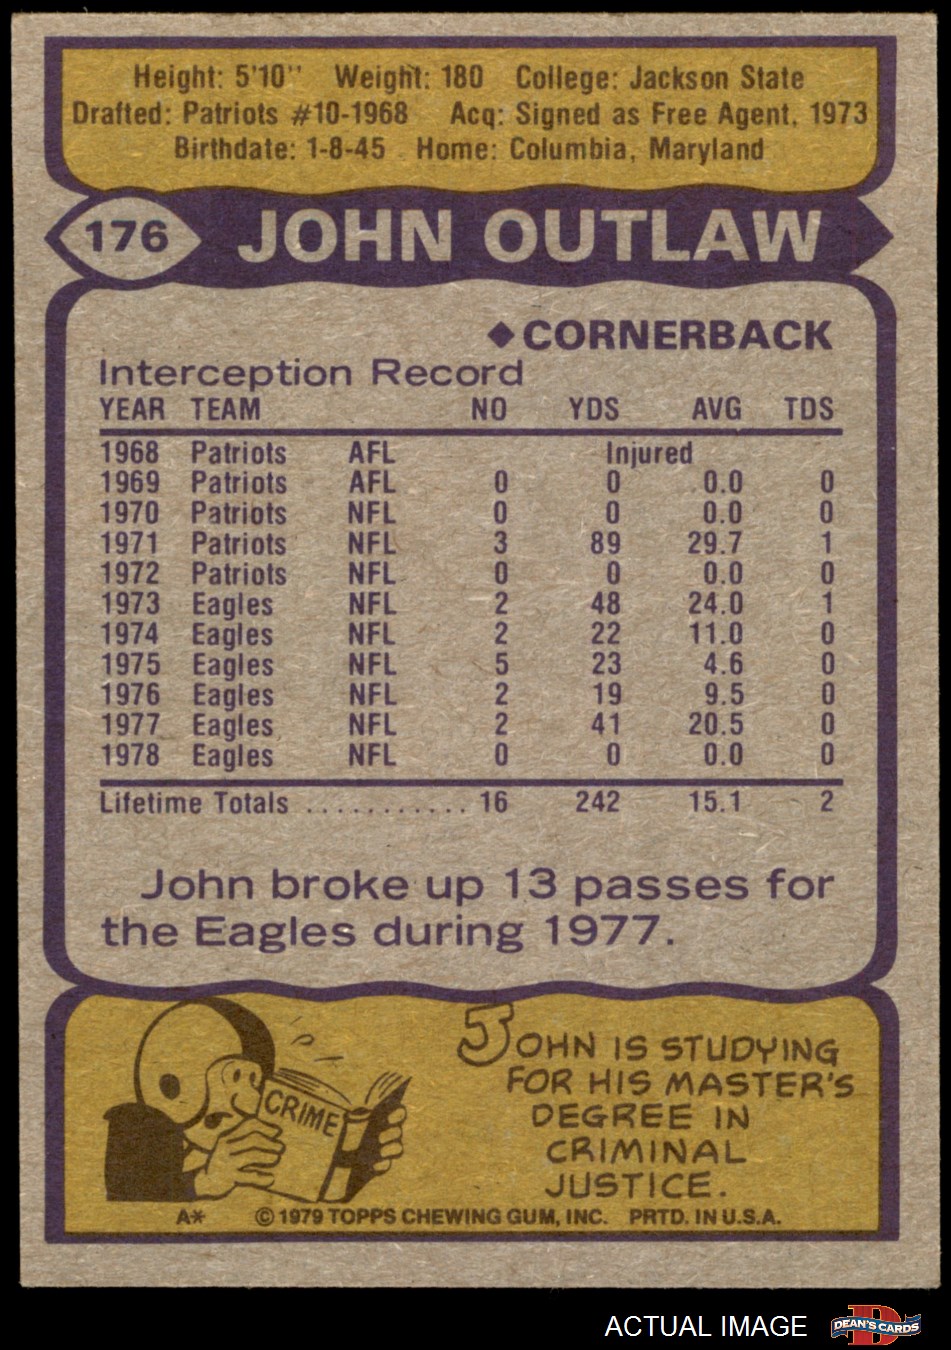 Height: 5'10'' Weight: 180 College: Jackson State
Drafted: Patriots #10-1968 Acq: Signed as Free Agent, 1973
Birthdate: 1-8-45 Home: Columbia, Maryland
176 JOHN OUTLAW
◆CORNERBACK
Interception Record
YEAR TEAM NO YDS AVG TDS
1968 Patriots AFL Injured
1969 Patriots AFL 0 0 0.0 0
1970 Patriots NFL 0 0 0.0 0
1971 Patriots NFL 3 89 29.7 1
1972 Patriots NFL 0 0 0.0 0
1973 Eagles NFL 2 48 24.0 1
1974 Eagles NFL 2 22 11.0 0
1975 Eagles NFL 5 23 4.6 0
1976 Eagles NFL 2 19 9.5 0
1977 Eagles NFL 2 41 20.5 0
1978 Eagles NFL 0 0 0.0 0
Lifetime Totals ........... 16 242 15.1 2
John broke up 13 passes for
the Eagles during 1977.
CRIME
JOHN IS STUDYING
FOR HIS MASTER'S
DEGREE IN
CRIMINAL
JUSTICE.
A* © 1979 TOPPS CHEWING GUM, INC. PRTD. IN U.S.A.
ACTUAL IMAGE
D
DEAN'S CARDS